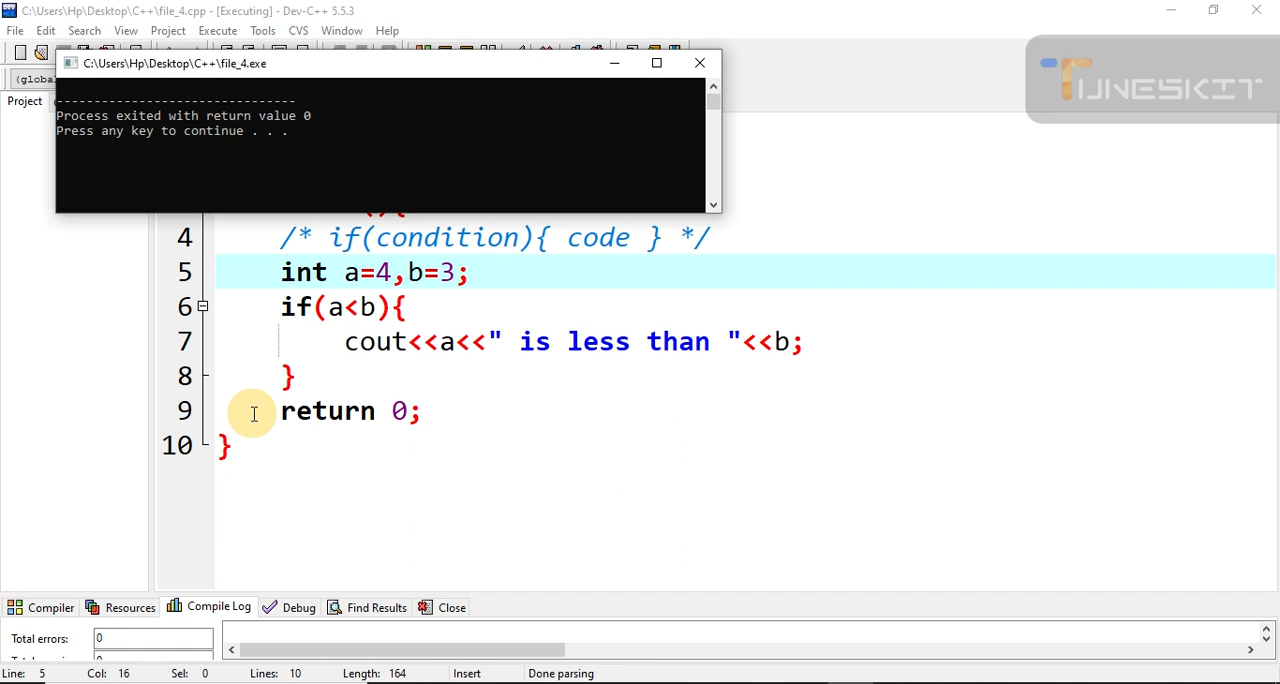 C:\Users\Hp\Desktop\C++\file_4.cpp - [Executing] - Dev-C++ 5.5.3
File Edit Search View Project Execute Tools CVS Window Help
(globa
C:\Users\Hp\Desktop\C++\file_4.exe
Project
TUNESKIT
--------------------------------
Process exited with return value 0
Press any key to continue . . .
4 /* if(condition){ code } */
5 int a=4,b=3;
6 if(a<b){
7 cout<<a<<" is less than "<<b;
8 }
9 return 0;
10 }
Compiler Resources Compile Log Debug Find Results Close
Total errors: 0
Line: 5 Col: 16 Sel: 0 Lines: 10 Length: 164 Insert Done parsing